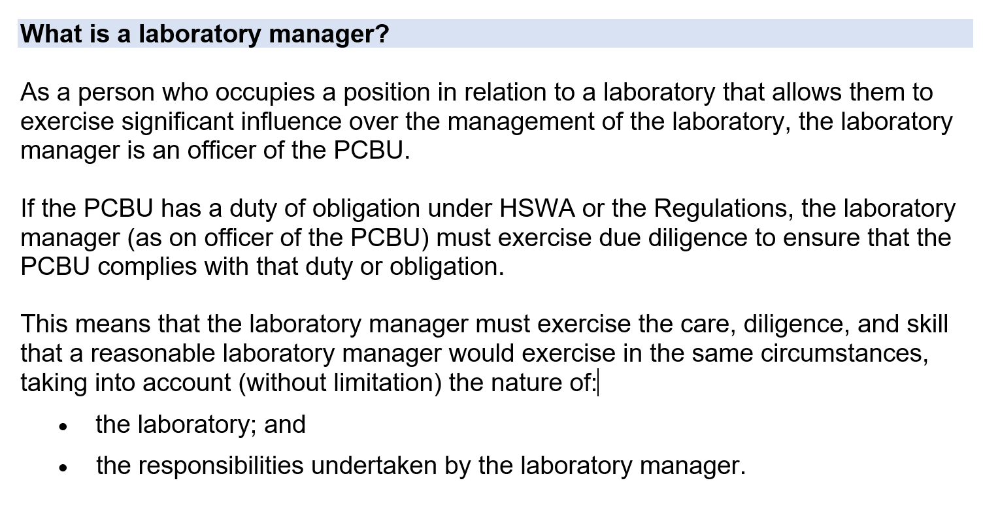 What is a laboratory manager?
As a person who occupies a position in relation to a laboratory that allows them to
exercise significant influence over the management of the laboratory, the laboratory
manager is an officer of the PCBU.
If the PCBU has a duty of obligation under HSWA or the Regulations, the laboratory
manager (as on officer of the PCBU) must exercise due diligence to ensure that the
PCBU complies with that duty or obligation.
This means that the laboratory manager must exercise the care, diligence, and skill
that a reasonable laboratory manager would exercise in the same circumstances,
taking into account (without limitation) the nature of:
• the laboratory; and
• the responsibilities undertaken by the laboratory manager.